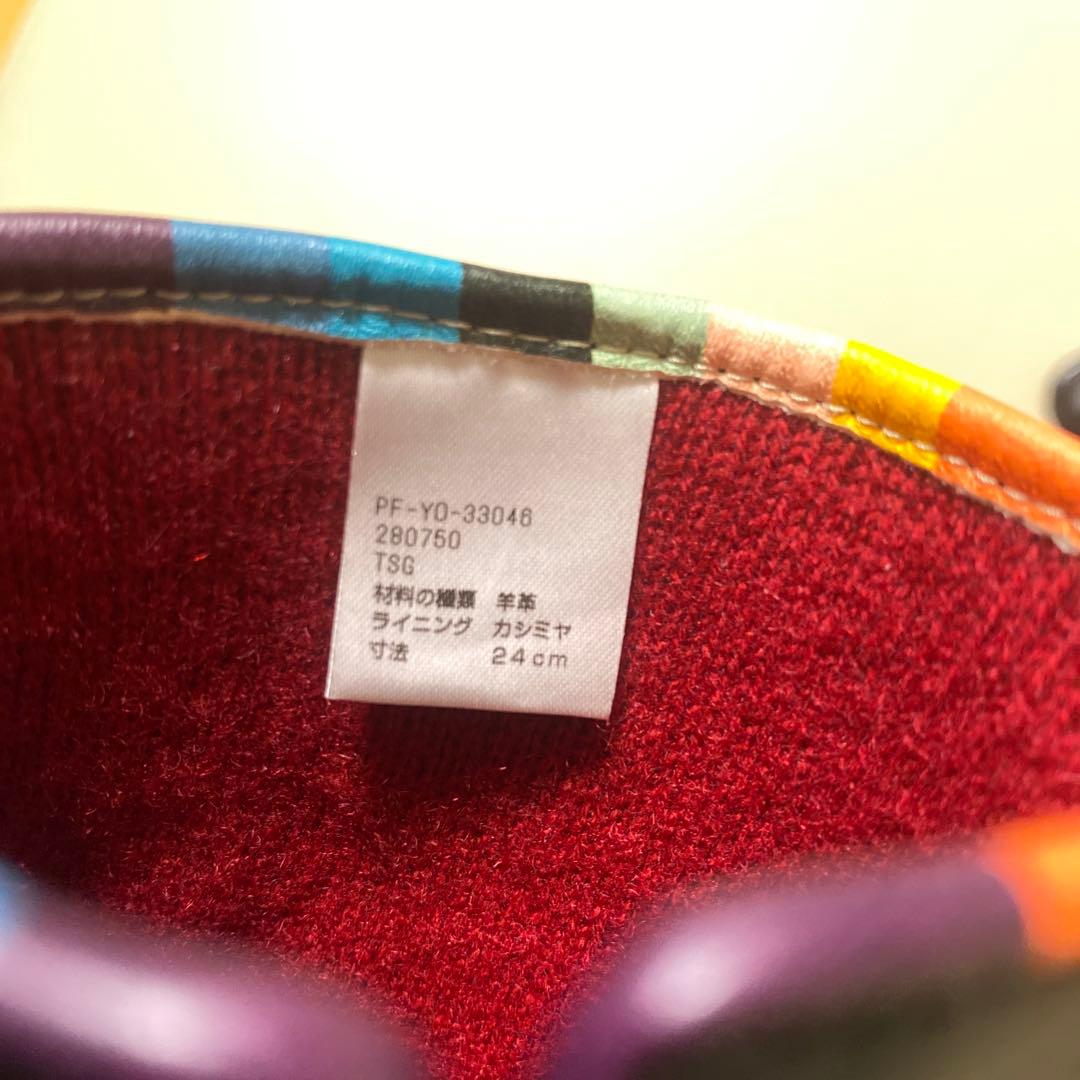 PF-YO-33046
280750
TSG
材料の種類 羊革
ライニング カシミヤ
寸法 24cm